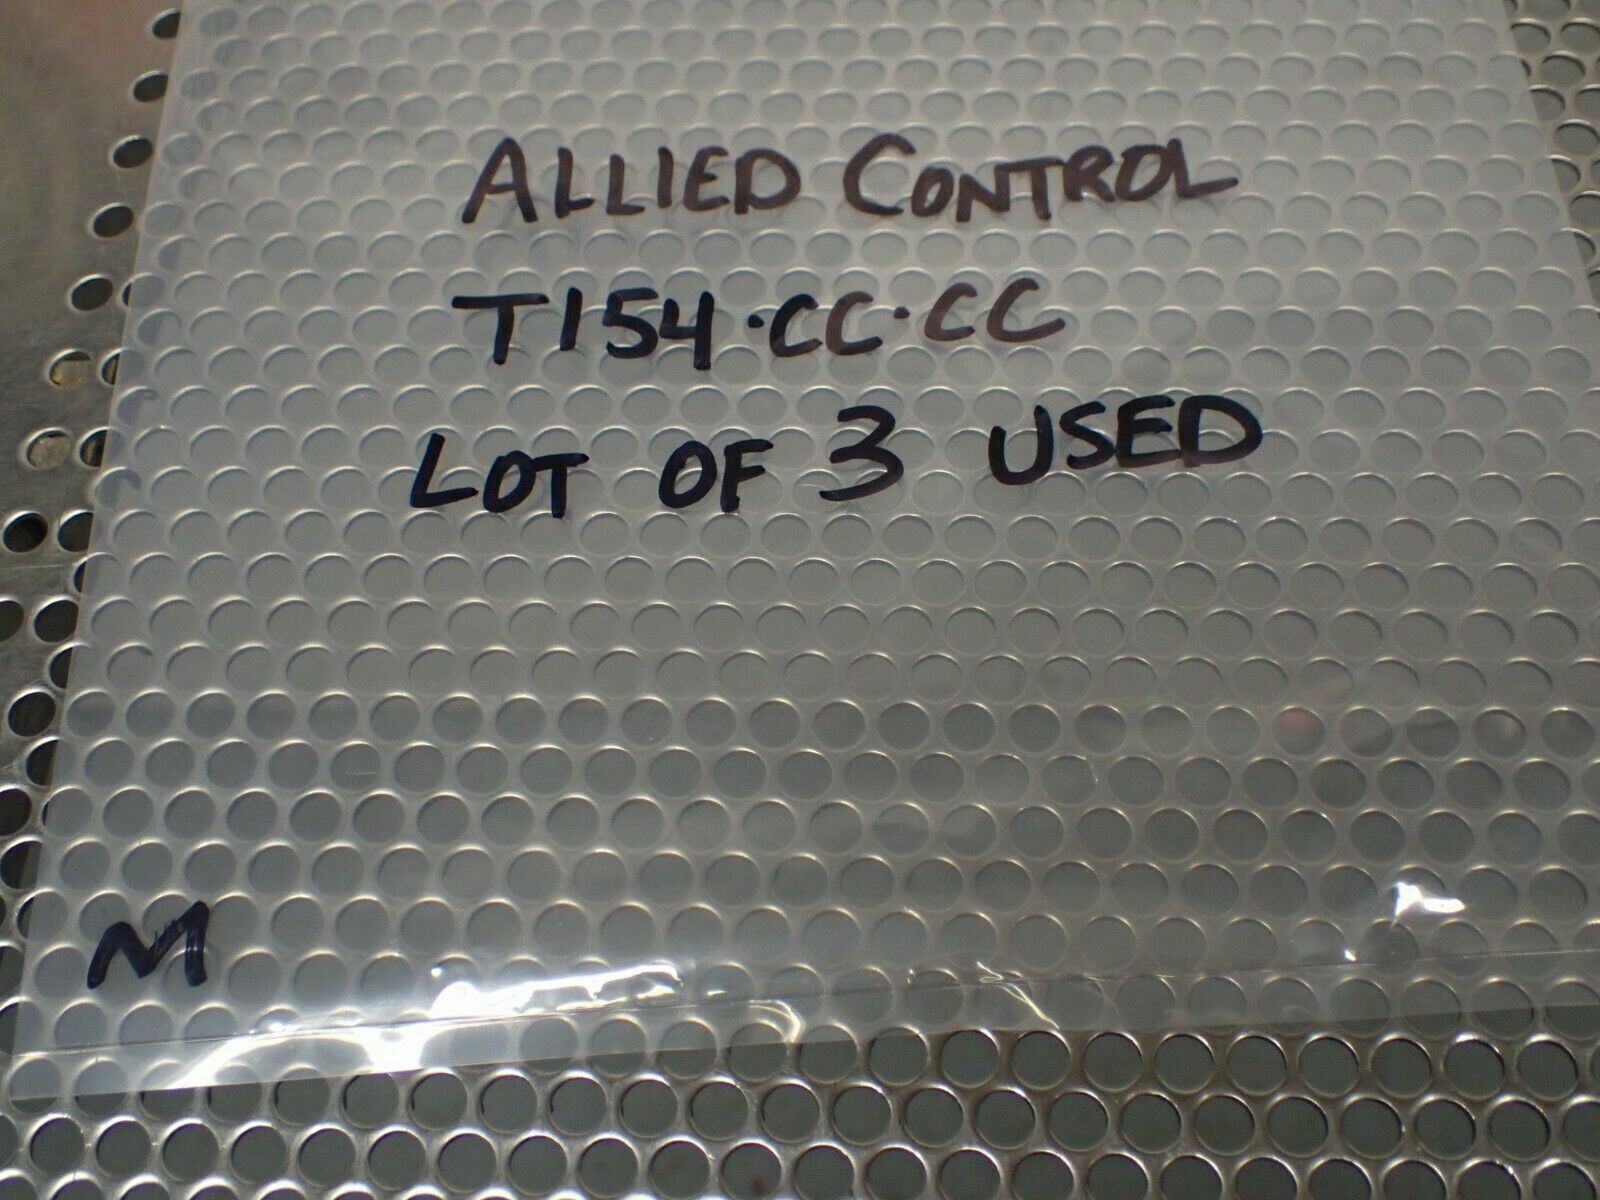 ALLIED CONTROL
T154·CC·CC
LOT OF 3 USED
M